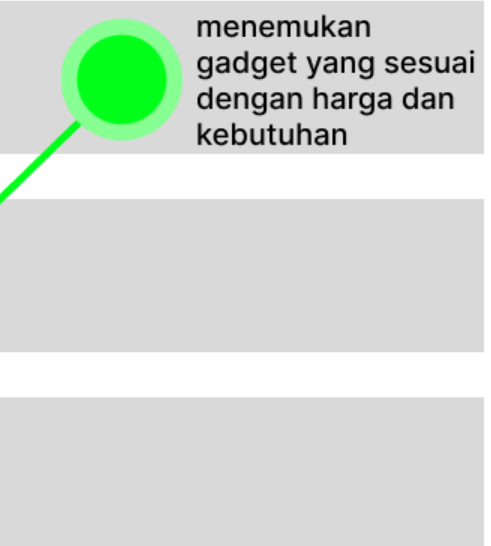 menemukan
gadget yang sesuai
dengan harga dan
kebutuhan